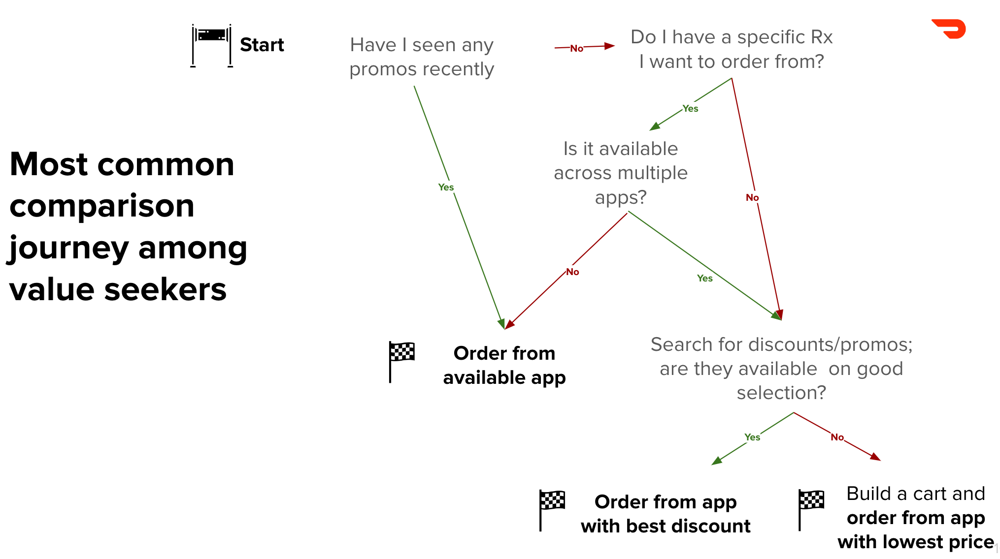 Start
Have I seen any
promos recently
No
Do I have a specific Rx
I want to order from?
Yes
Is it available
across multiple
apps?
Most common
comparison
journey among
value seekers
Yes
No
No
Yes
Order from
available app
Search for discounts/promos;
are they available  on good
selection?
Yes
No
Order from app
with best discount
Build a cart and
order from app
with lowest price
1